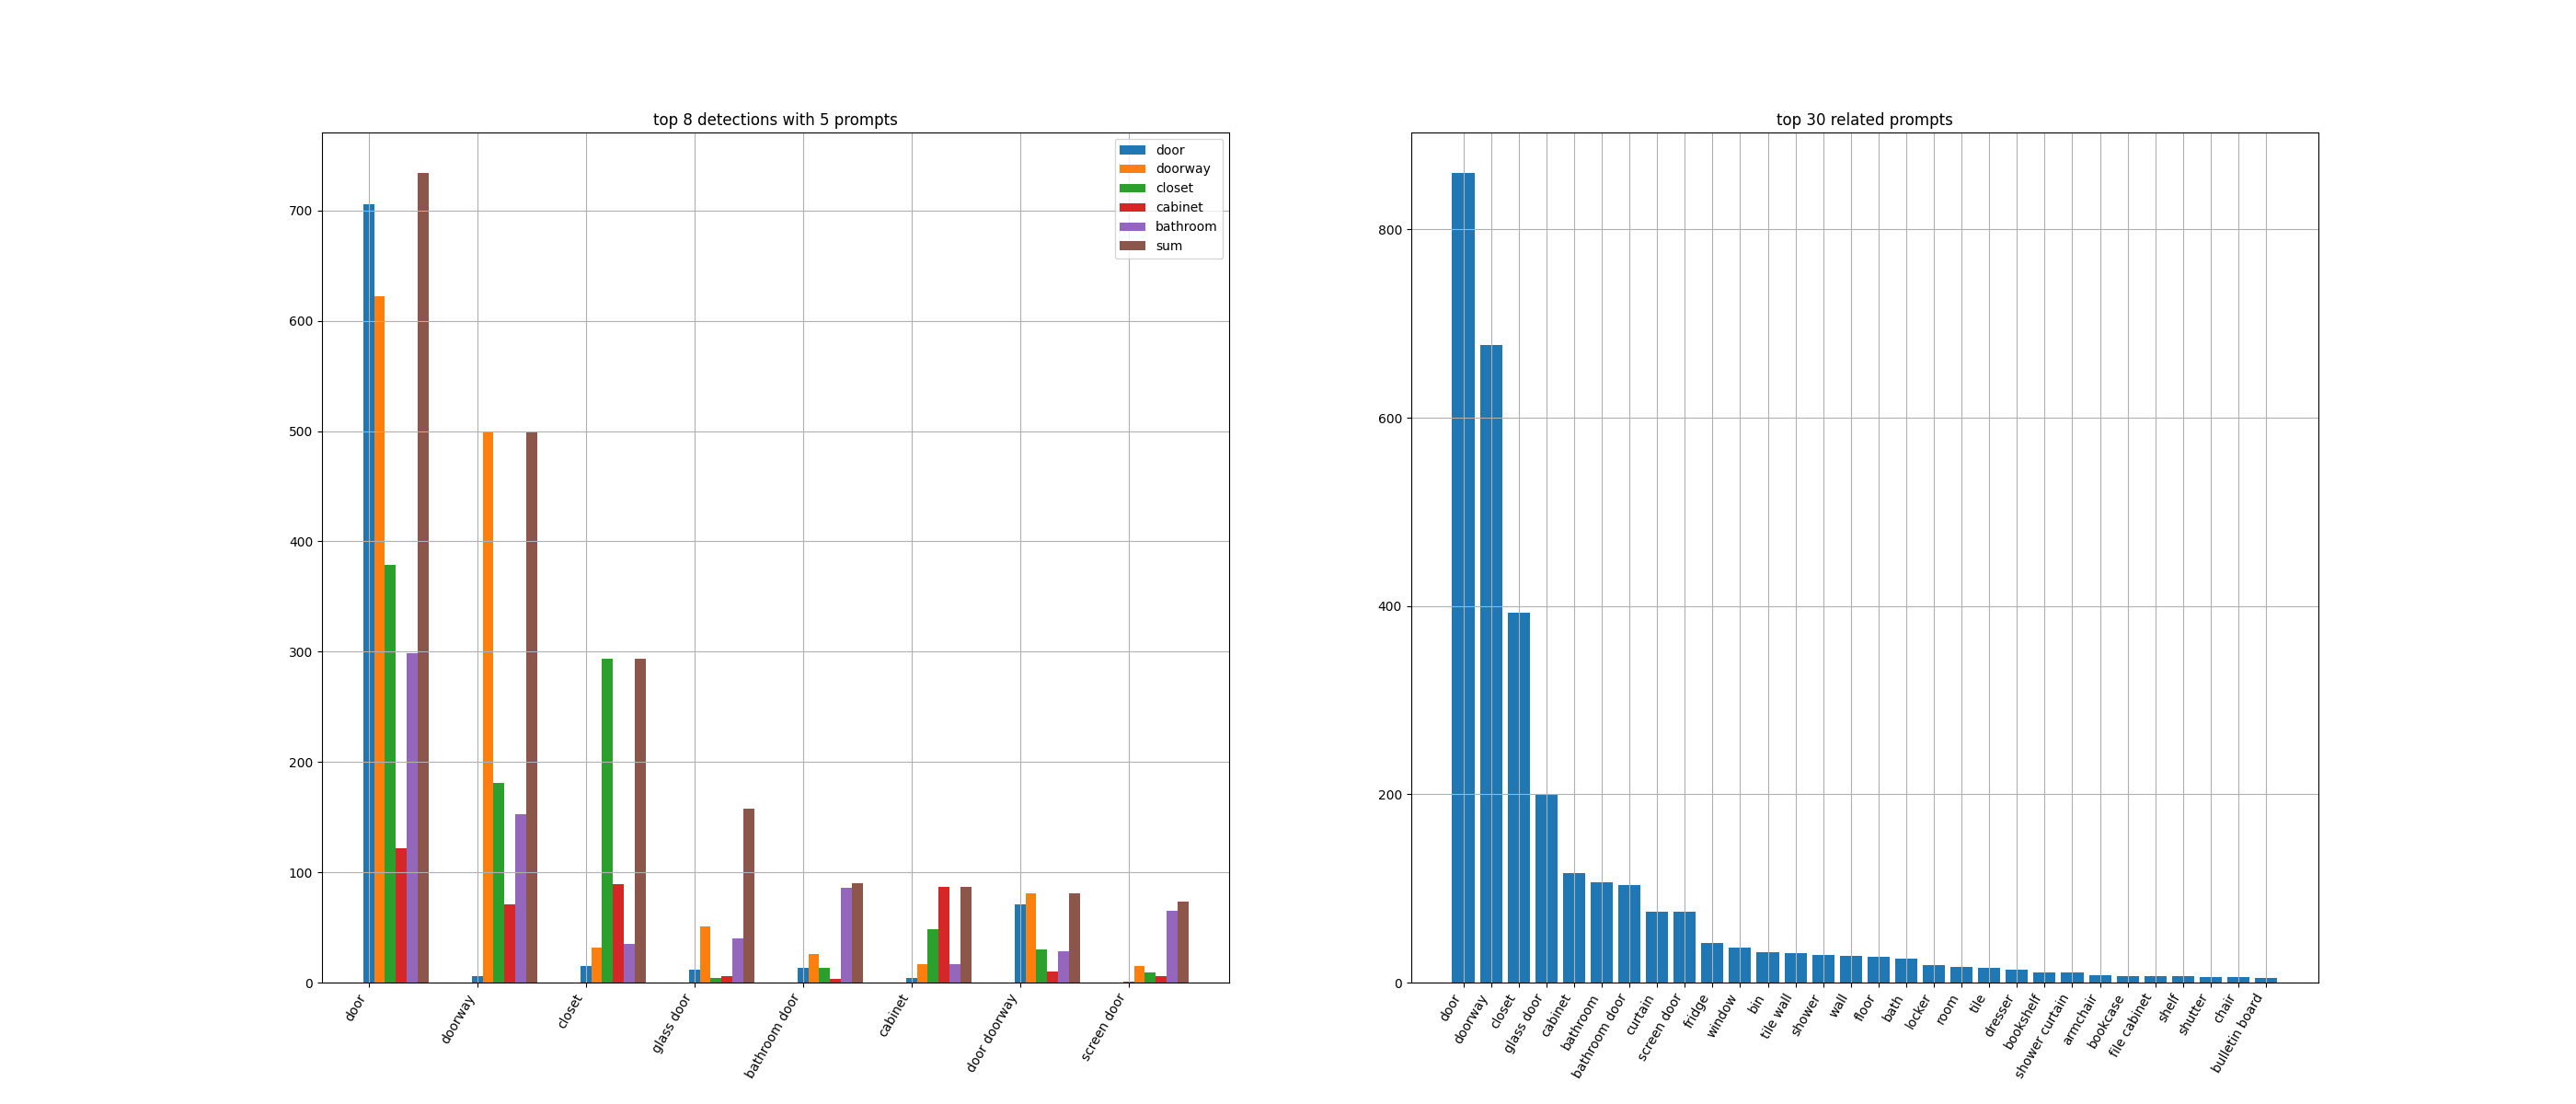 top 8 detections with 5 prompts
700
600
500
400
300
200
100
0
door
doorway
closet
glass door
bathroom door
cabinet
door doorway
screen door
door
doorway
closet
cabinet
bathroom
sum
top 30 related prompts
800
600
400
200
0
door
doorway
closet
glass door
cabinet
bathroom
bathroom door
curtain
screen door
fridge
window
bin
tile wall
shower
wall
floor
bath
locker
room
tile
dresser
bookshelf
shower curtain
armchair
bookcase
file cabinet
shelf
shutter
chair
bulletin board